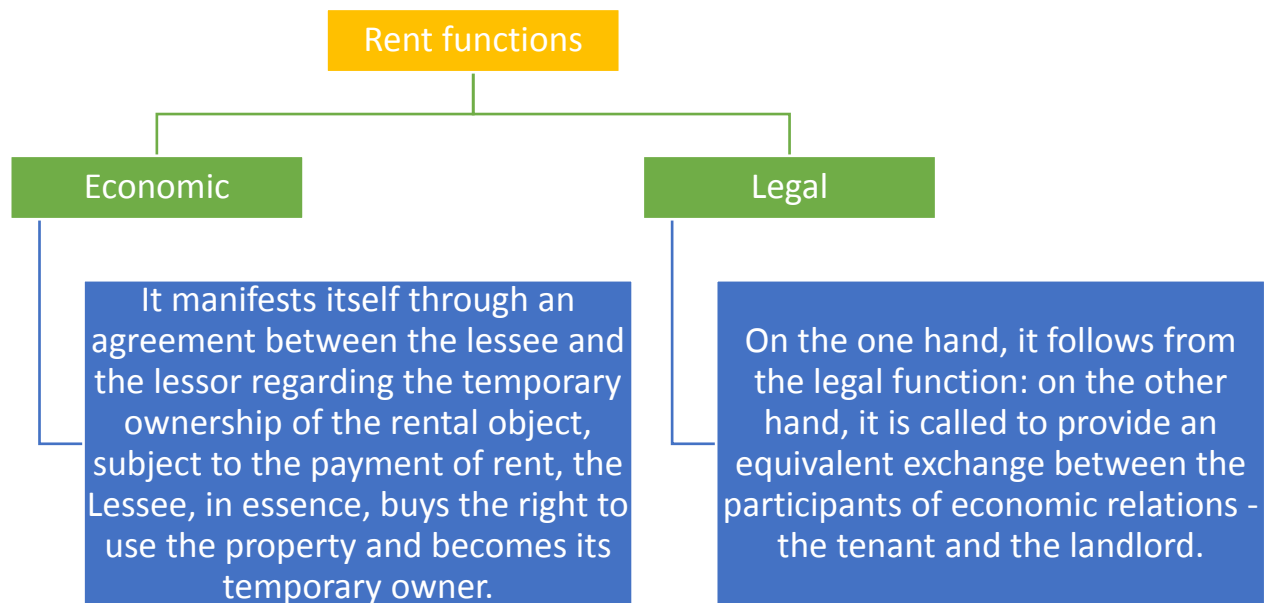 Rent functions
Economic
Legal
It manifests itself through an
agreement between the lessee and
the lessor regarding the temporary
ownership of the rental object,
subject to the payment of rent, the
Lessee, in essence, buys the right to
use the property and becomes its
temporary owner.
On the one hand, it follows from
the legal function: on the other
hand, it is called to provide an
equivalent exchange between the
participants of economic relations -
the tenant and the landlord.